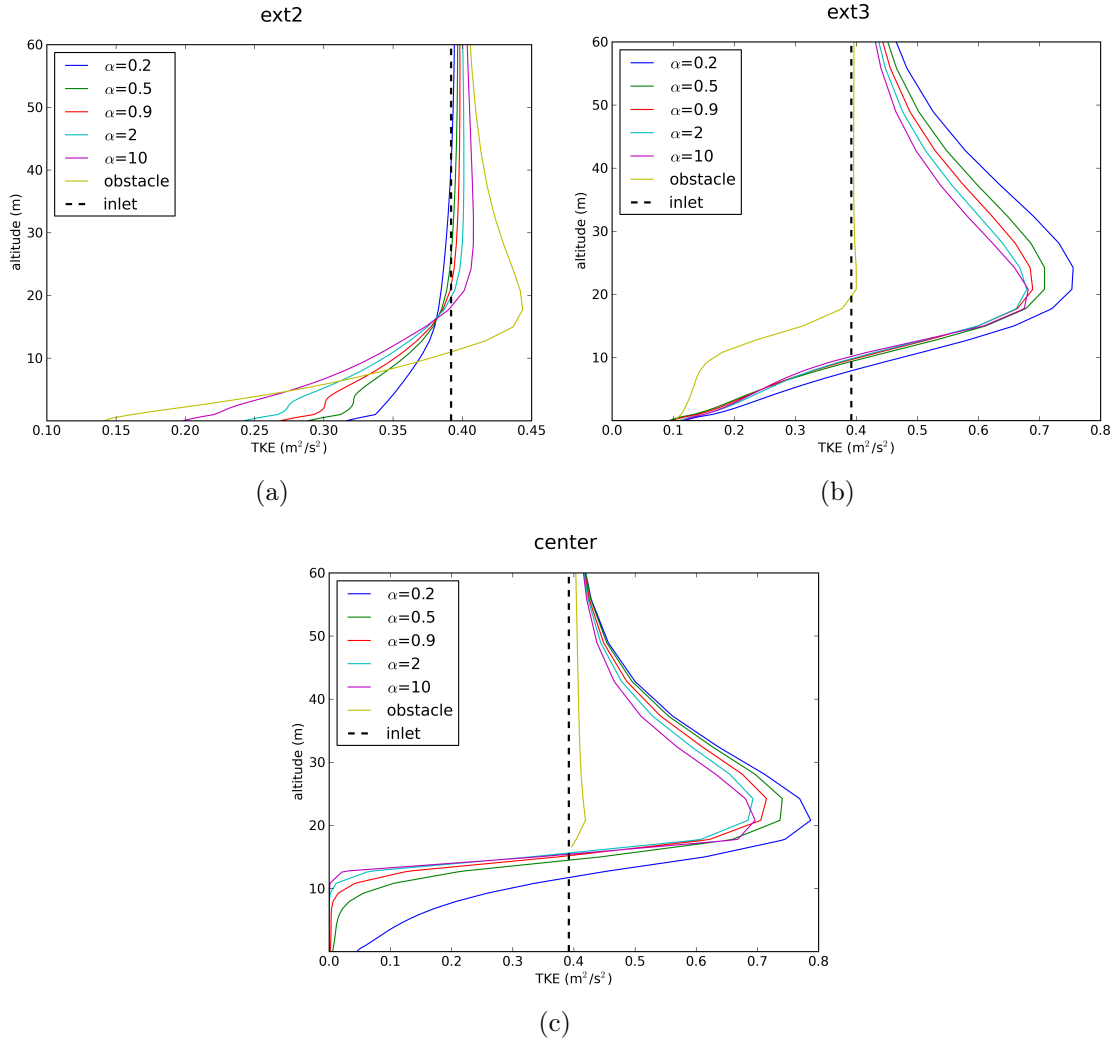 ext2
60
50
40
30
20
10
altitude (m)
α=0.2
α=0.5
α=0.9
α=2
α=10
obstacle
inlet
0.10
0.15
0.20
0.25
0.30
0.35
0.40
0.45
TKE (m²/s²)
(a)
ext3
60
50
40
30
20
10
0
altitude (m)
α=0.2
α=0.5
α=0.9
α=2
α=10
obstacle
inlet
0.0
0.1
0.2
0.3
0.4
0.5
0.6
0.7
0.8
TKE (m²/s²)
(b)
center
60
50
40
30
20
10
altitude (m)
α=0.2
α=0.5
α=0.9
α=2
α=10
obstacle
inlet
0.0
0.1
0.2
0.3
0.4
0.5
0.6
0.7
0.8
TKE (m²/s²)
(c)